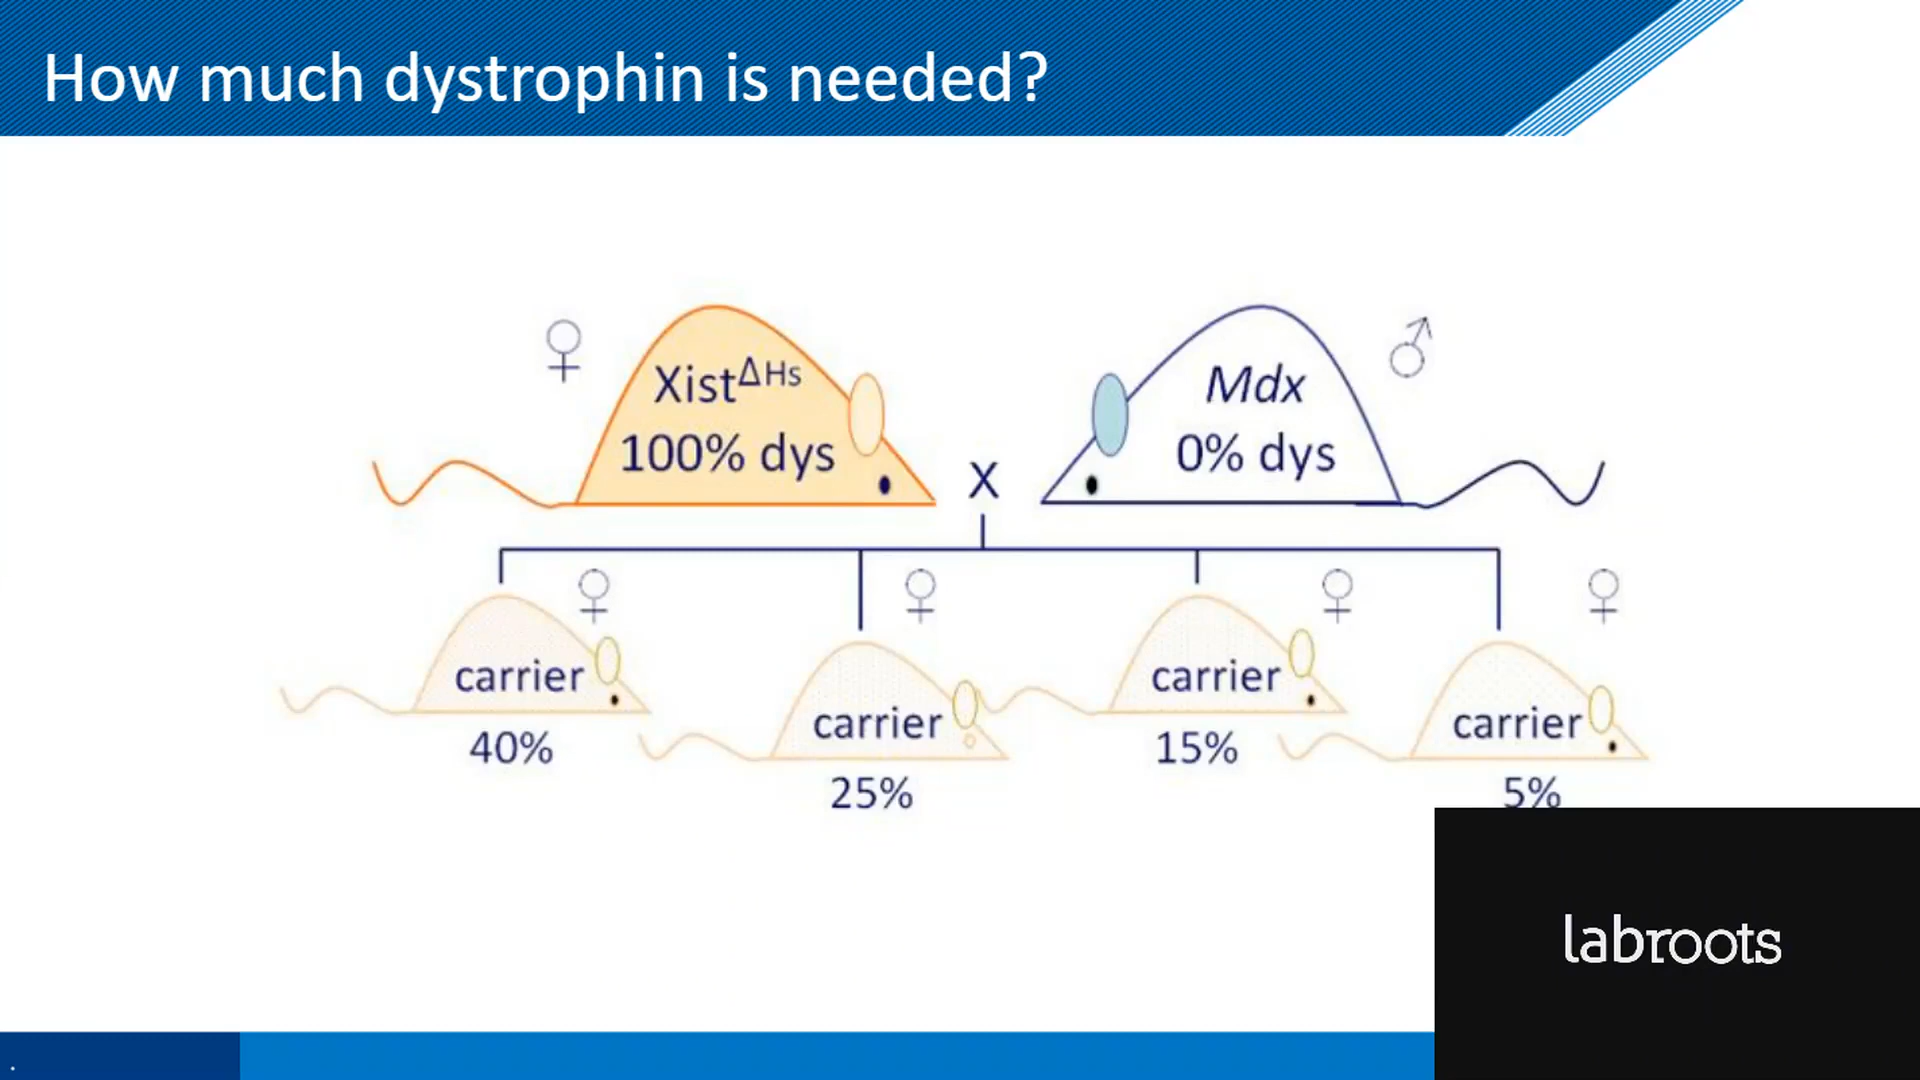 How much dystrophin is needed?
♀
Xist^ΔHs
100% dys
X
Mdx
0% dys
♂
♀
♀
♀
♀
carrier
carrier
carrier
carrier
40%
25%
15%
5%
labroots